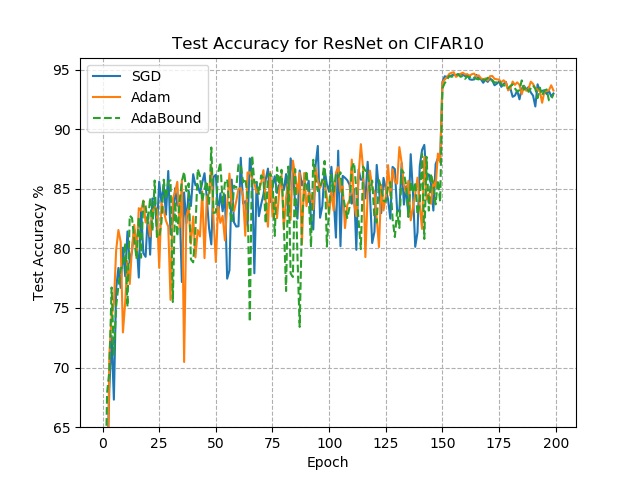 Test Accuracy for ResNet on CIFAR10
SGD
Adam
AdaBound
Test Accuracy %
95
90
85
80
75
70
65
0 25 50 75 100 125 150 175 200
Epoch